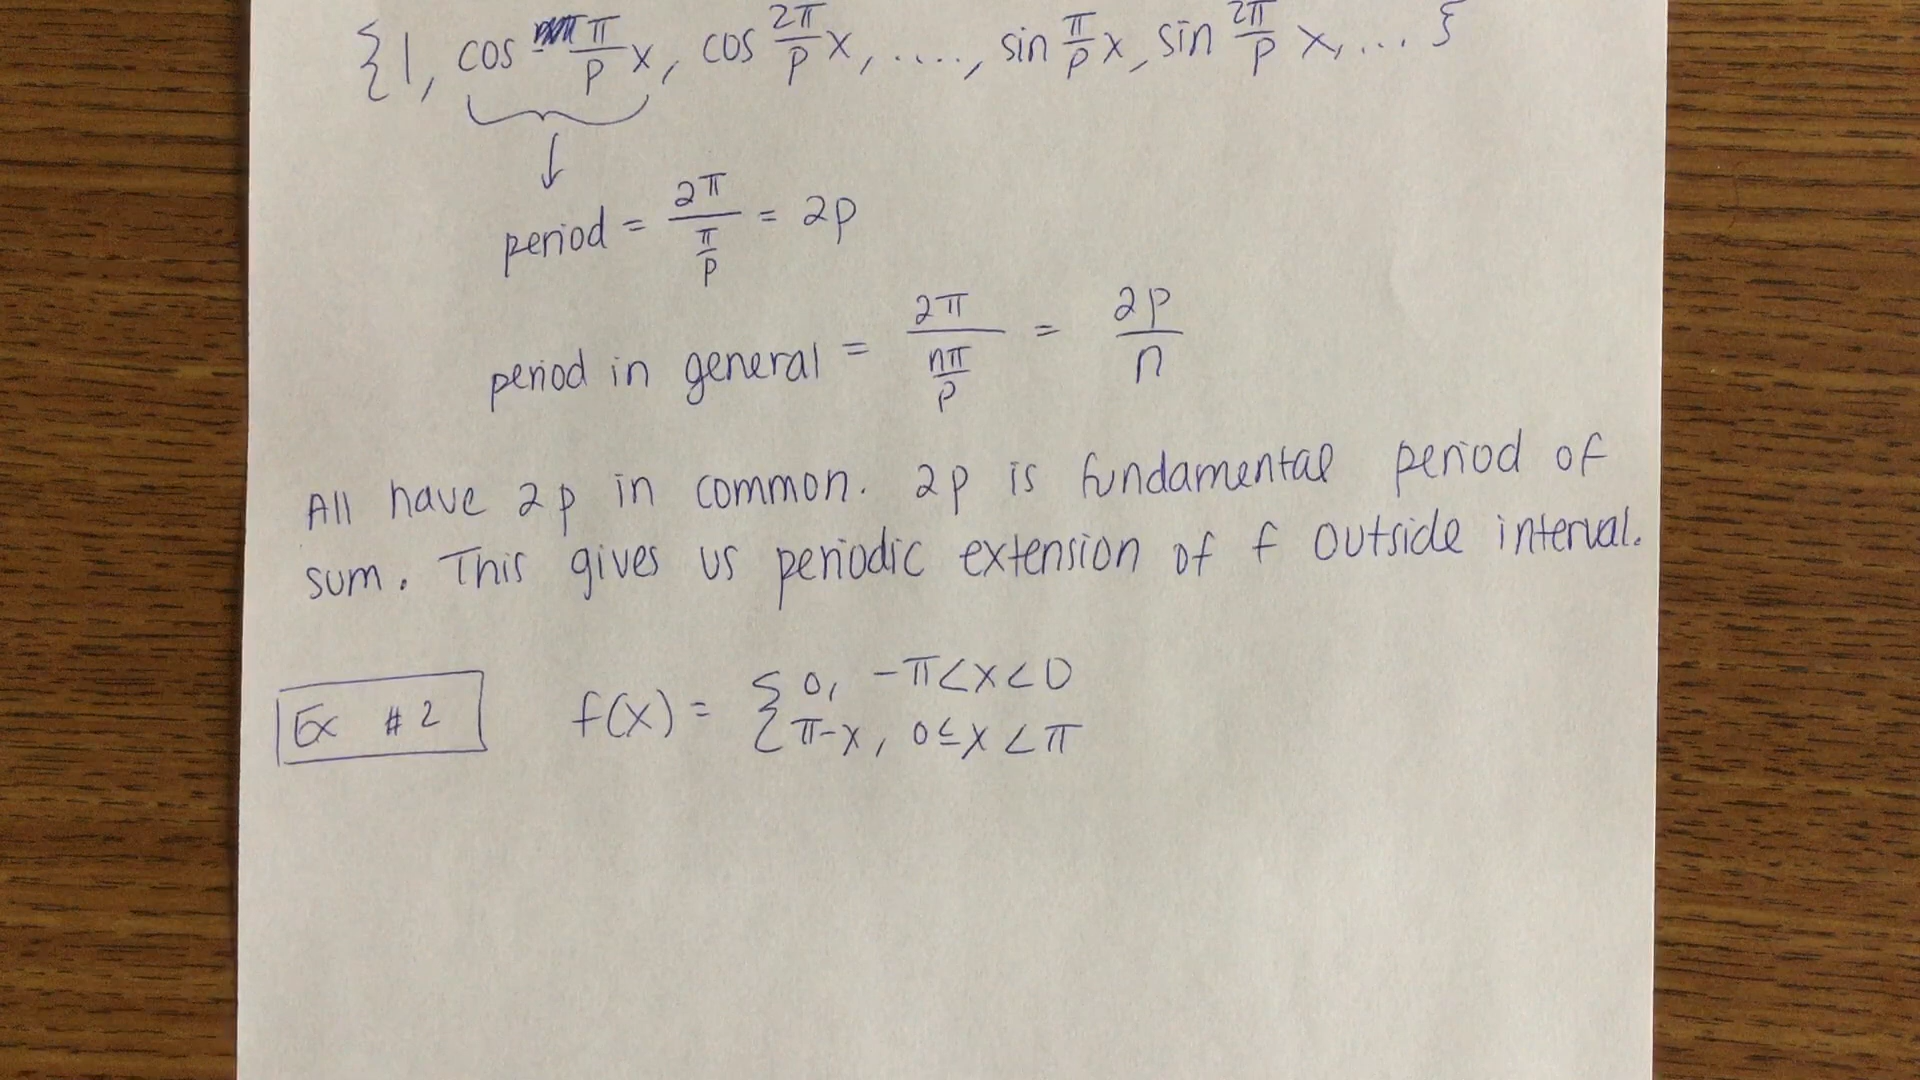 {1, cos π/p x, cos 2π/p x, ...., sin π/p x, sin 2π/p x, ... }
period = 2π/(π/p) = 2p
period in general = 2π/(nπ/p) = 2p/n
All have 2p in common. 2p is fundamental period of
sum. This gives us periodic extension of f outside interval.
Ex #2 f(x) = { 0, -π<x<0
π-x, 0≤x<π